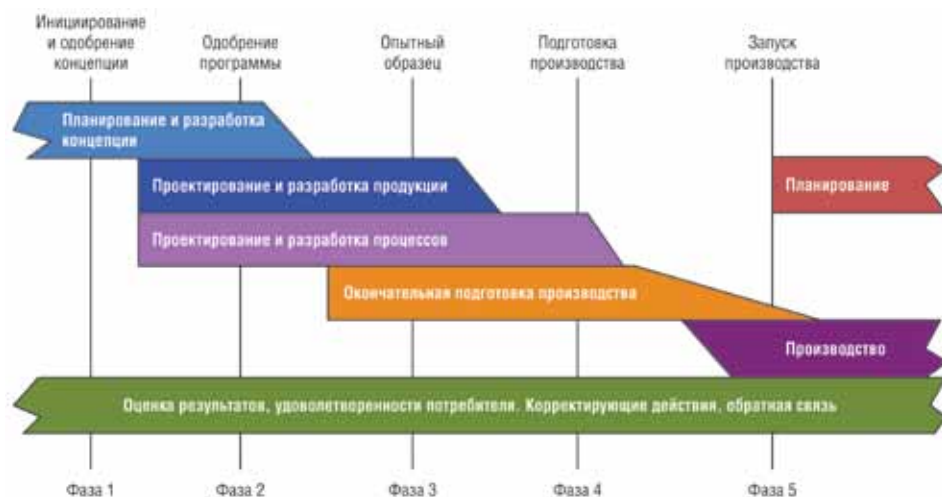 Инициирование
и одобрение
концепции
Одобрение
программы
Опытный
образец
Подготовка
производства
Запуск
производства
Планирование и разработка
концепции
Проектирование и разработка продукции
Планирование
Проектирование и разработка процессов
Окончательная подготовка производства
Производство
Оценка результатов, удовлетворенности потребителя. Корректирующие действия, обратная связь
Фаза 1
Фаза 2
Фаза 3
Фаза 4
Фаза 5